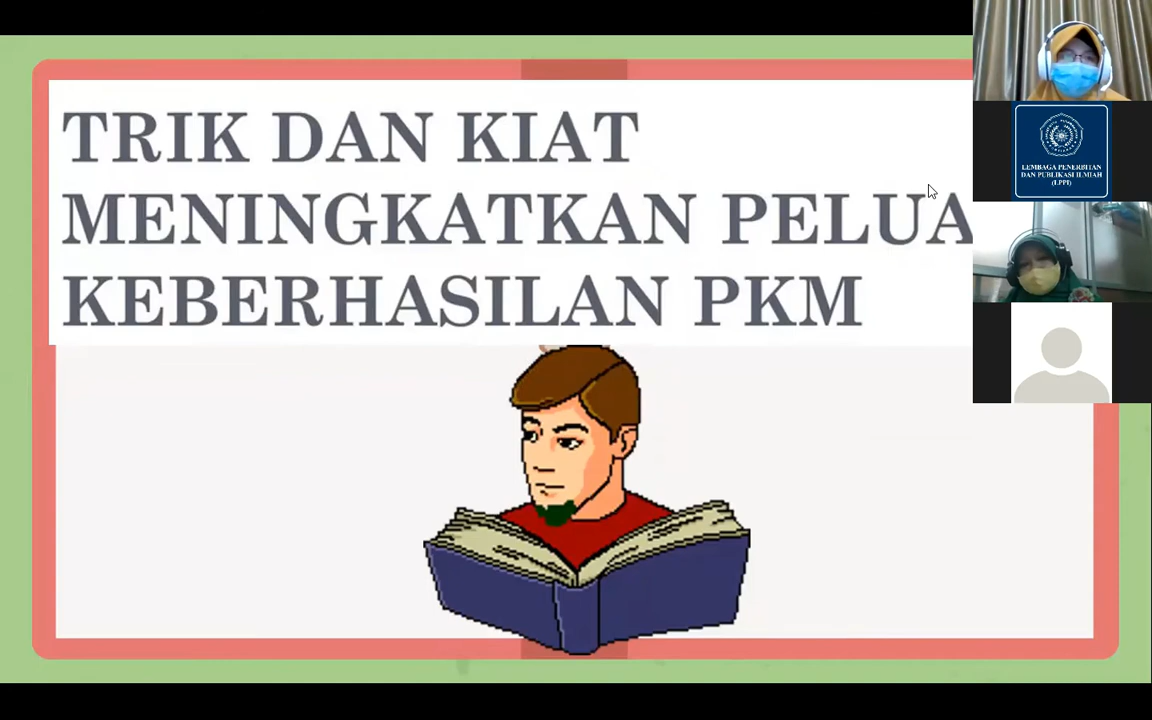 TRIK DAN KIAT
MENINGKATKAN PELUA
KEBERHASILAN PKM
LEMBAGA PENERBITAN
DAN PUBLIKASI ILMIAH
(LPPI)